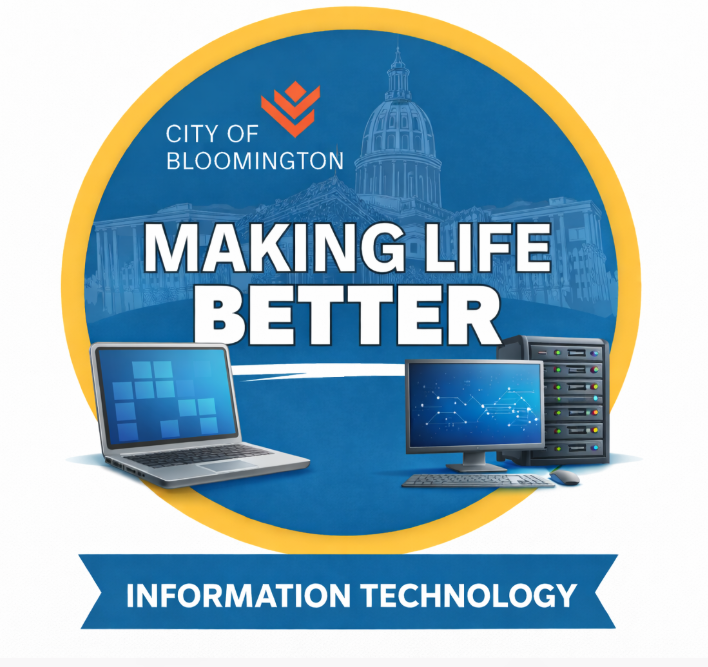 CITY OF
BLOOMINGTON
MAKING LIFE
BETTER
INFORMATION TECHNOLOGY